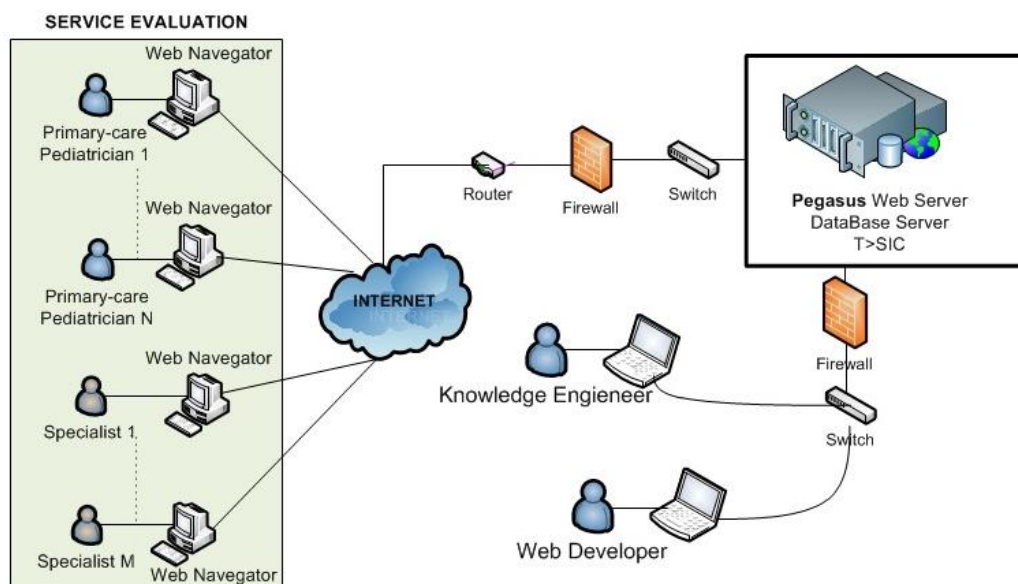 SERVICE EVALUATION
Web Navegator
Primary-care
Pediatrician 1
Web Navegator
Primary-care
Pediatrician N
Web Navegator
Specialist 1
Specialist M
Web Navegator
INTERNET
Router
Firewall
Switch
Pegasus Web Server
DataBase Server
T>SIC
Firewall
Knowledge Engieneer
Switch
Web Developer